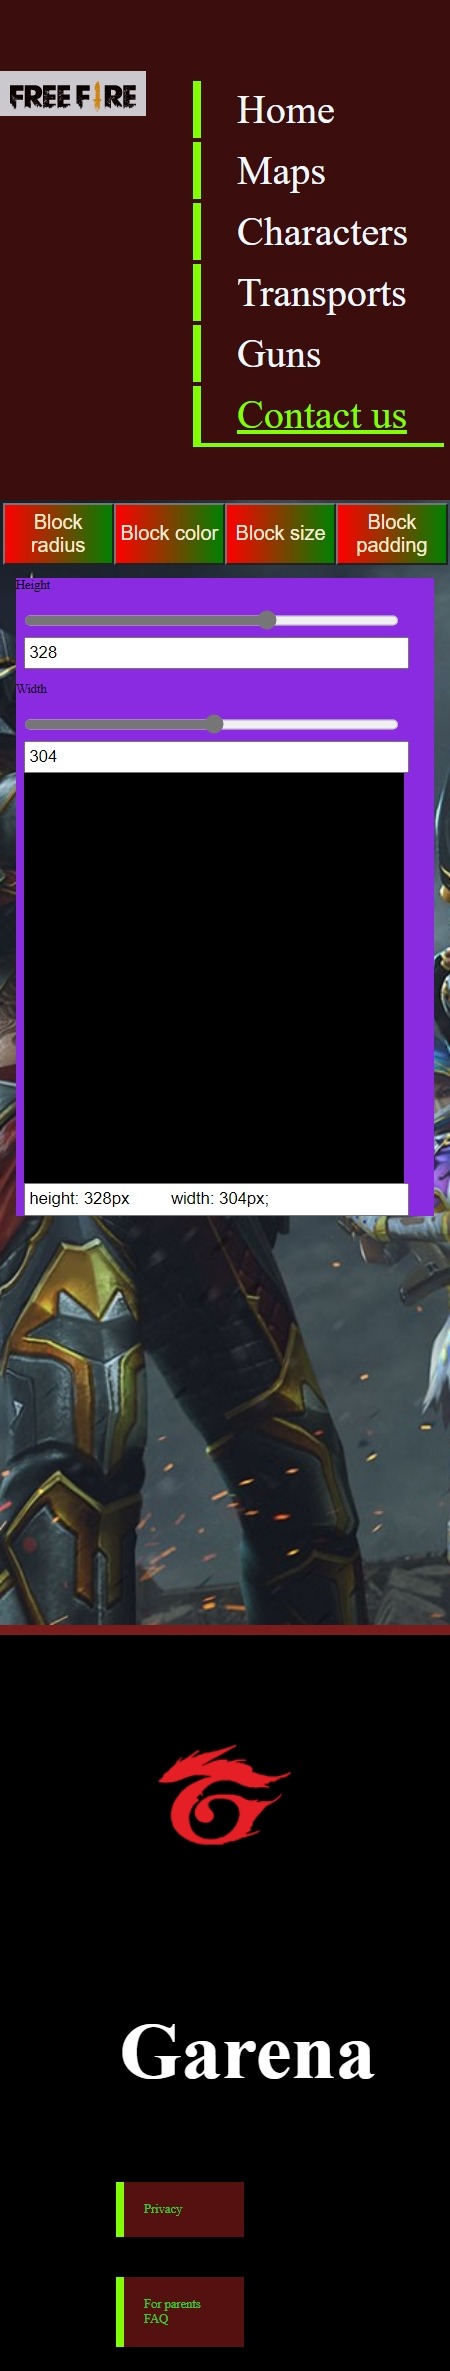 FREE FIRE
Home
Maps
Characters
Transports
Guns
Contact us
Block radius
Block color
Block size
Block padding
Height
328
Width
304
height: 328px width: 304px;
Garena
Privacy
For parents
FAQ